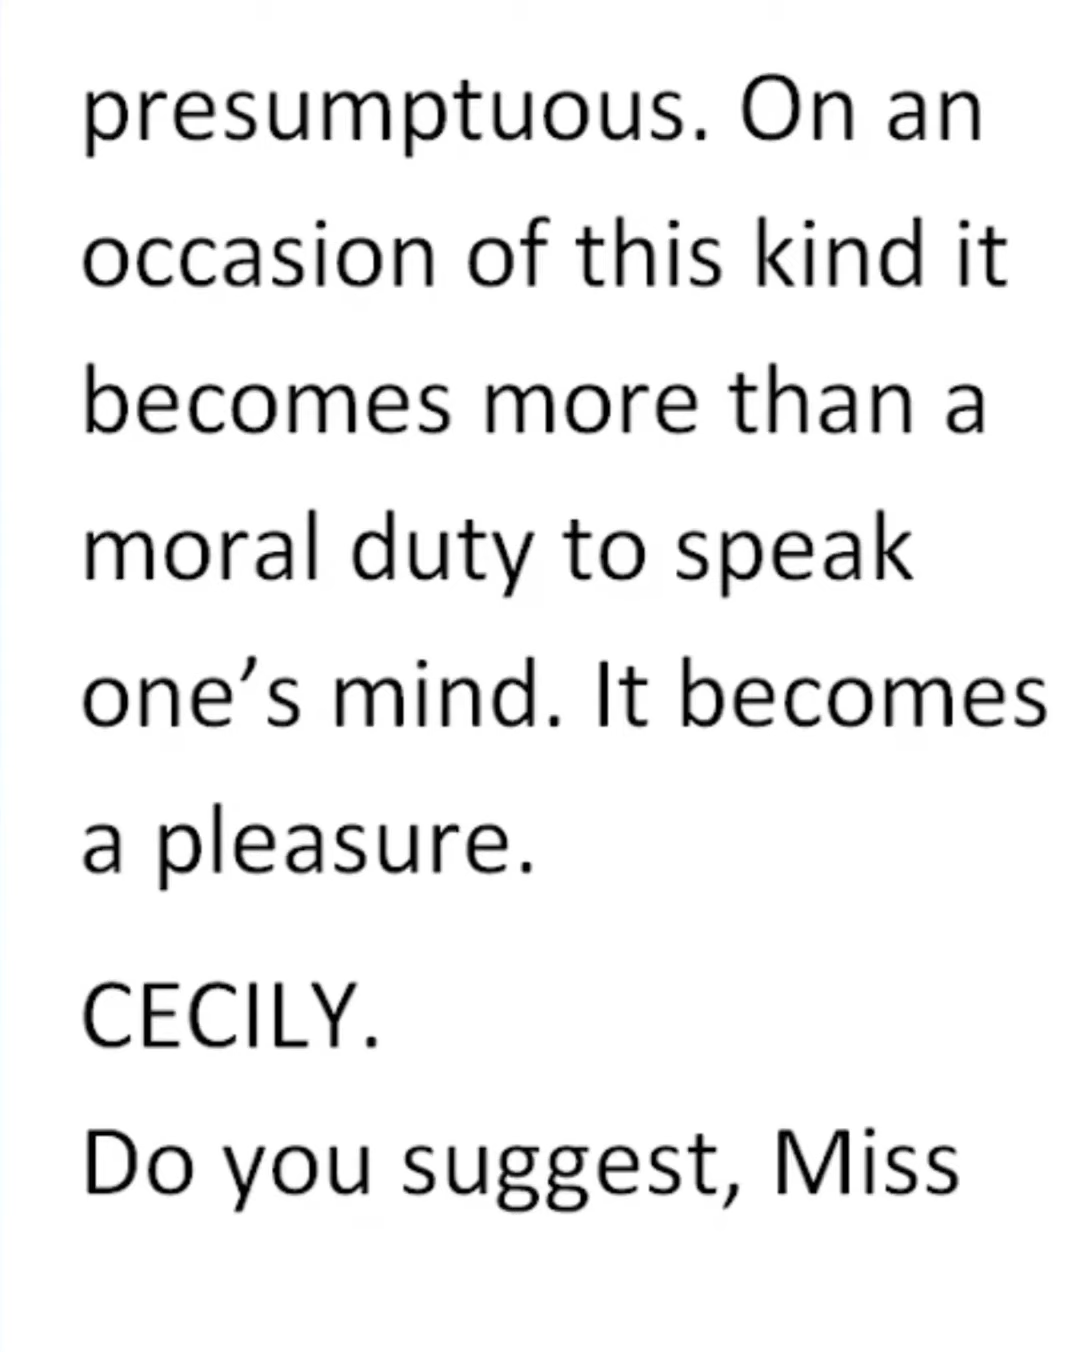 presumptuous. On an
occasion of this kind it
becomes more than a
moral duty to speak
one’s mind. It becomes
a pleasure.
CECILY.
Do you suggest, Miss